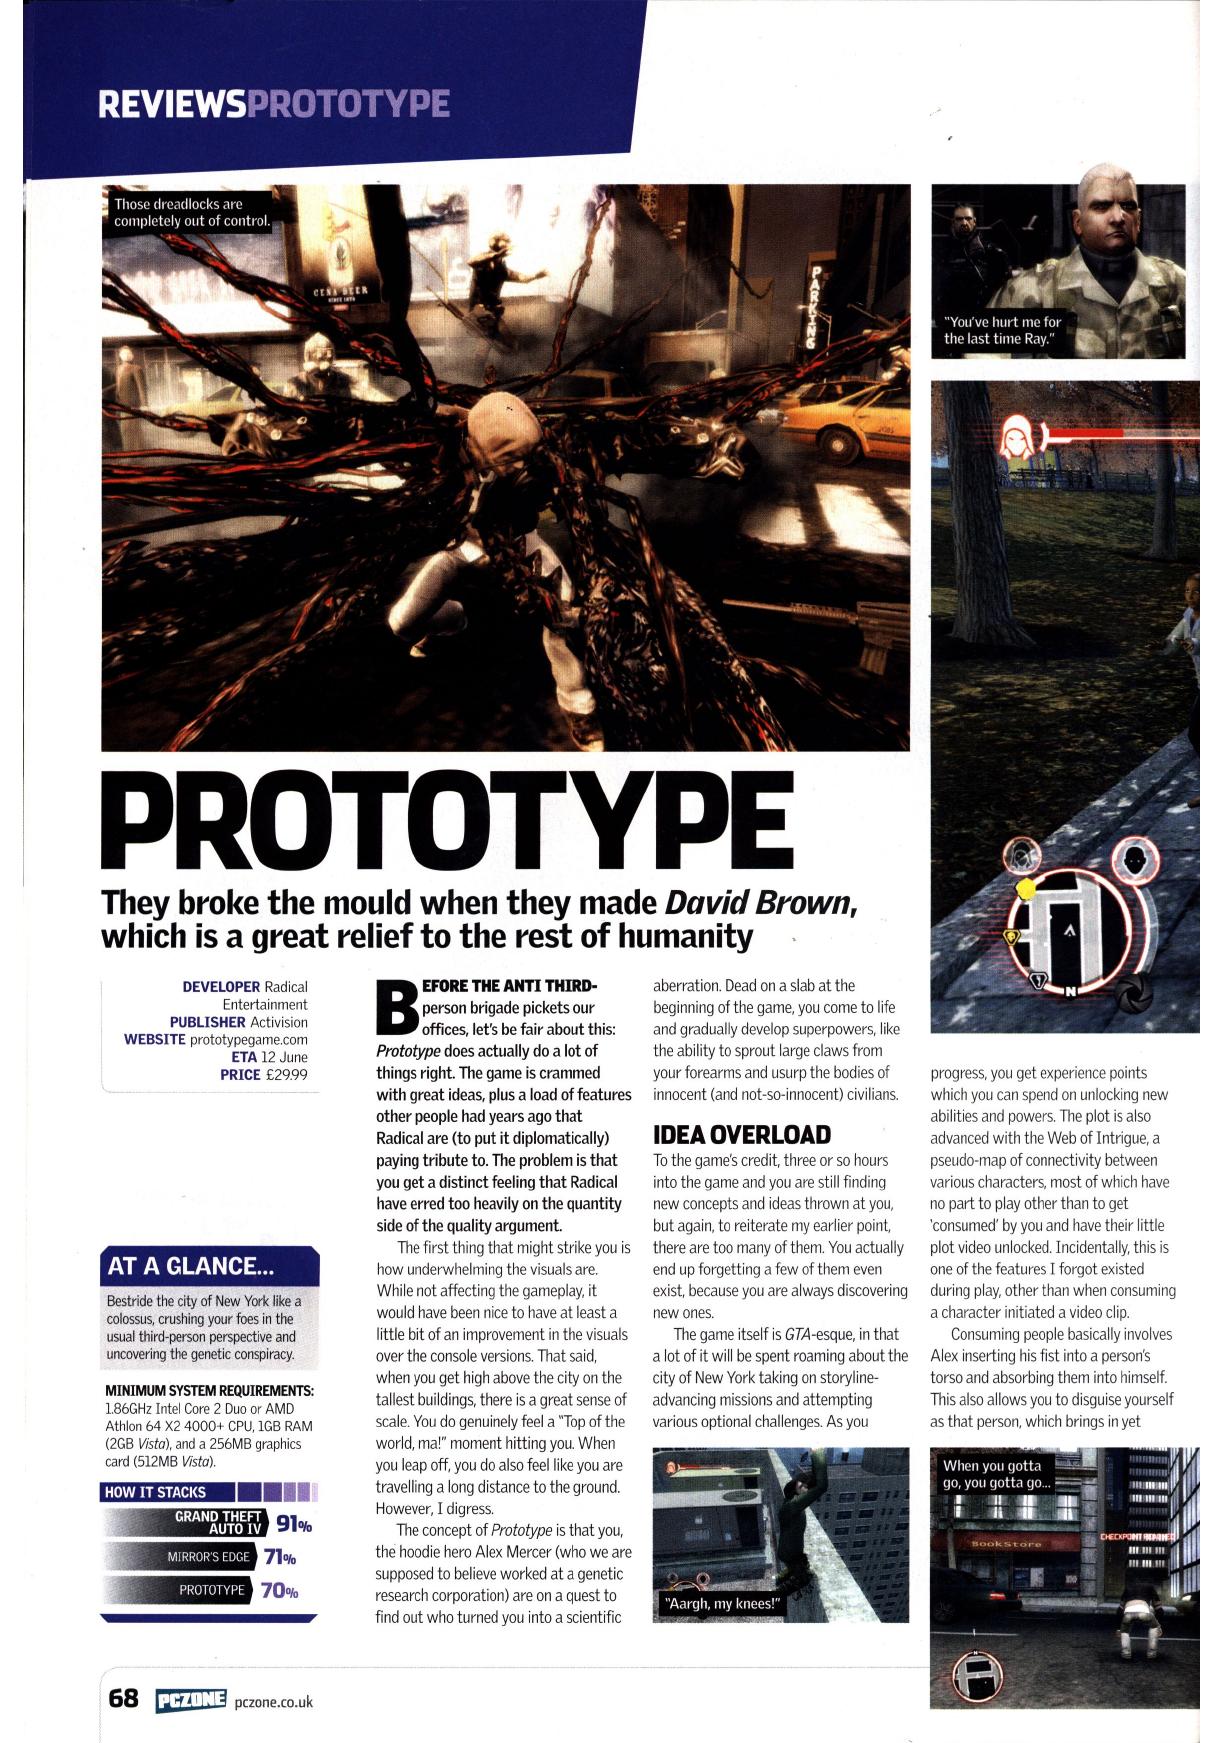 REVIEWSPROTOTYPE
Those dreadlocks are
completely out of control.
CENA BEER
SINCE 1876
PARKING
"You've hurt me for
the last time Ray."
PROTOTYPE
They broke the mould when they made David Brown,
which is a great relief to the rest of humanity
DEVELOPER Radical
Entertainment
PUBLISHER Activision
WEBSITE prototypegame.com
ETA 12 June
PRICE £29.99
AT A GLANCE...
Bestride the city of New York like a
colossus, crushing your foes in the
usual third-person perspective and
uncovering the genetic conspiracy.
MINIMUM SYSTEM REQUIREMENTS:
1.86GHz Intel Core 2 Duo or AMD
Athlon 64 X2 4000+ CPU, 1GB RAM
(2GB Vista), and a 256MB graphics
card (512MB Vista).
HOW IT STACKS
GRAND THEFT
AUTO IV 91%
MIRROR'S EDGE 71%
PROTOTYPE 70%
BEFORE THE ANTI THIRD-
person brigade pickets our
offices, let's be fair about this:
Prototype does actually do a lot of
things right. The game is crammed
with great ideas, plus a load of features
other people had years ago that
Radical are (to put it diplomatically)
paying tribute to. The problem is that
you get a distinct feeling that Radical
have erred too heavily on the quantity
side of the quality argument.
The first thing that might strike you is
how underwhelming the visuals are.
While not affecting the gameplay, it
would have been nice to have at least a
little bit of an improvement in the visuals
over the console versions. That said,
when you get high above the city on the
tallest buildings, there is a great sense of
scale. You do genuinely feel a "Top of the
world, ma!" moment hitting you. When
you leap off, you do also feel like you are
travelling a long distance to the ground.
However, I digress.
The concept of Prototype is that you,
the hoodie hero Alex Mercer (who we are
supposed to believe worked at a genetic
research corporation) are on a quest to
find out who turned you into a scientific
aberration. Dead on a slab at the
beginning of the game, you come to life
and gradually develop superpowers, like
the ability to sprout large claws from
your forearms and usurp the bodies of
innocent (and not-so-innocent) civilians.
IDEA OVERLOAD
To the game's credit, three or so hours
into the game and you are still finding
new concepts and ideas thrown at you,
but again, to reiterate my earlier point,
there are too many of them. You actually
end up forgetting a few of them even
exist, because you are always discovering
new ones.
The game itself is GTA-esque, in that
a lot of it will be spent roaming about the
city of New York taking on storyline-
advancing missions and attempting
various optional challenges. As you
"Aargh, my knees!"
N
progress, you get experience points
which you can spend on unlocking new
abilities and powers. The plot is also
advanced with the Web of Intrigue, a
pseudo-map of connectivity between
various characters, most of which have
no part to play other than to get
'consumed' by you and have their little
plot video unlocked. Incidentally, this is
one of the features I forgot existed
during play, other than when consuming
a character initiated a video clip.
Consuming people basically involves
Alex inserting his fist into a person's
torso and absorbing them into himself.
This also allows you to disguise yourself
as that person, which brings in yet
When you gotta
go, you gotta go...
BookStore
68 PCZONE pczone.co.uk